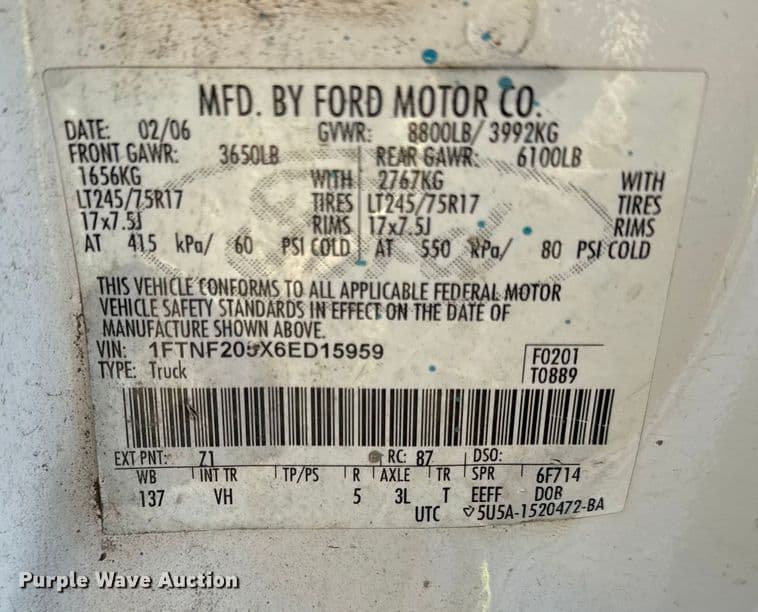 MFD. BY FORD MOTOR CO.
DATE: 02/06 GVWR: 8800LB/ 3992KG
FRONT GAWR: 3650LB REAR GAWR: 6100LB
1656KG WITH 2767KG WITH
LT245/75R17 TIRES LT245/75R17 TIRES
17x7.5J RIMS 17x7.5J RIMS
AT 415 kPa/ 60 PSI COLD AT 550 kPa/ 80 PSI COLD
THIS VEHICLE CONFORMS TO ALL APPLICABLE FEDERAL MOTOR
VEHICLE SAFETY STANDARDS IN EFFECT ON THE DATE OF
MANUFACTURE SHOWN ABOVE.
VIN: 1FTNF205X6ED15959 F0201
TYPE: Truck T0889
EXT PNT: Z1 RC: 87 DSO:
WB INT TR TP/PS R AXLE TR SPR 6F714
137 VH 5 3L T EEFF DOB
UTC 5U5A-1520472-BA
Purple Wave Auction